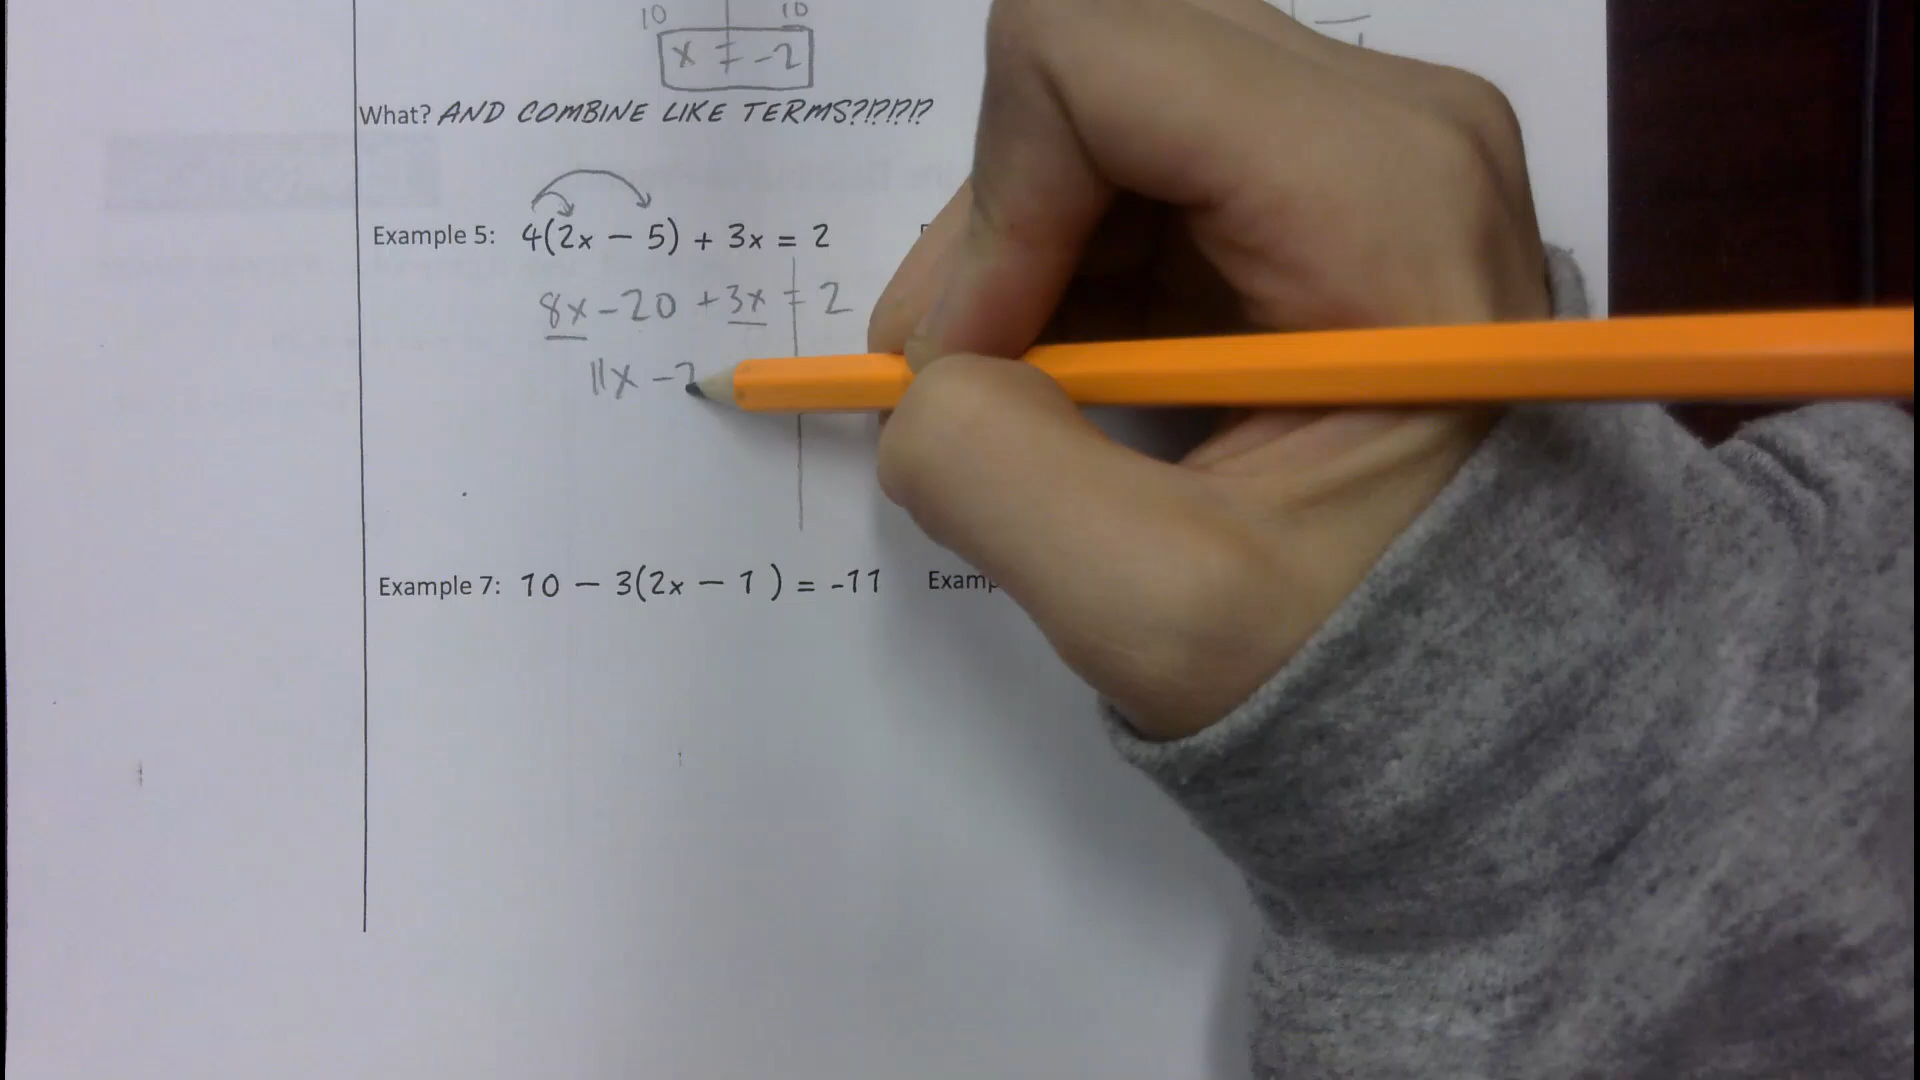 10 10
x = -2
What? AND COMBINE LIKE TERMS?????
Example 5: 4(2x - 5) + 3x = 2
8x - 20 + 3x = 2
11x - 2
Example 7: 10 - 3(2x - 1 ) = -11